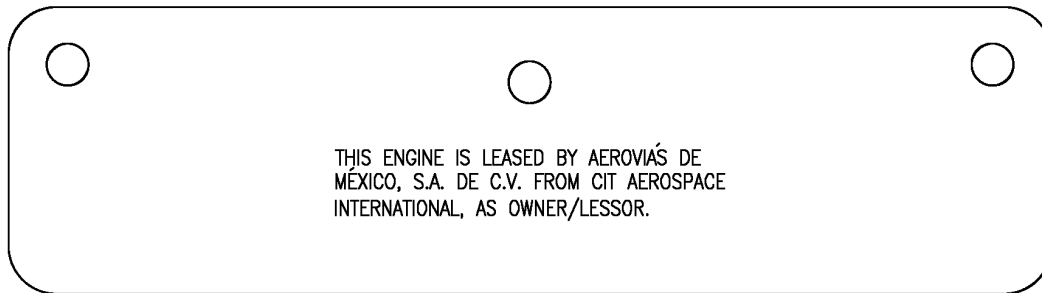 THIS ENGINE IS LEASED BY AEROVIÁS DE
MÉXICO, S.A. DE C.V. FROM CIT AEROSPACE
INTERNATIONAL, AS OWNER/LESSOR.